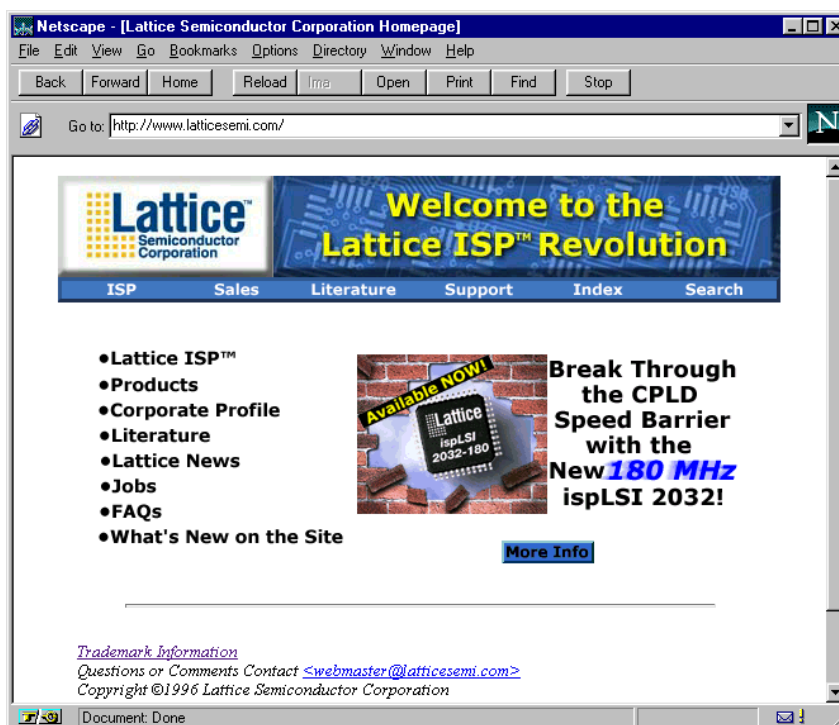 Netscape - [Lattice Semiconductor Corporation Homepage]
File Edit View Go Bookmarks Options Directory Window Help
Back Forward Home Reload Ima Open Print Find Stop
Go to: http://www.latticesemi.com/
N
Lattice™
Semiconductor
Corporation
Welcome to the
Lattice ISP™ Revolution
USB
ISP Sales Literature Support Index Search
•Lattice ISP™
•Products
•Corporate Profile
•Literature
•Lattice News
•Jobs
•FAQs
•What's New on the Site
Available NOW!
Lattice
ispLSI
2032-180
Break Through
the CPLD
Speed Barrier
with the
New 180 MHz
ispLSI 2032!
More Info
Trademark Information
Questions or Comments Contact <webmaster@latticesemi.com>
Copyright ©1996 Lattice Semiconductor Corporation
Document: Done